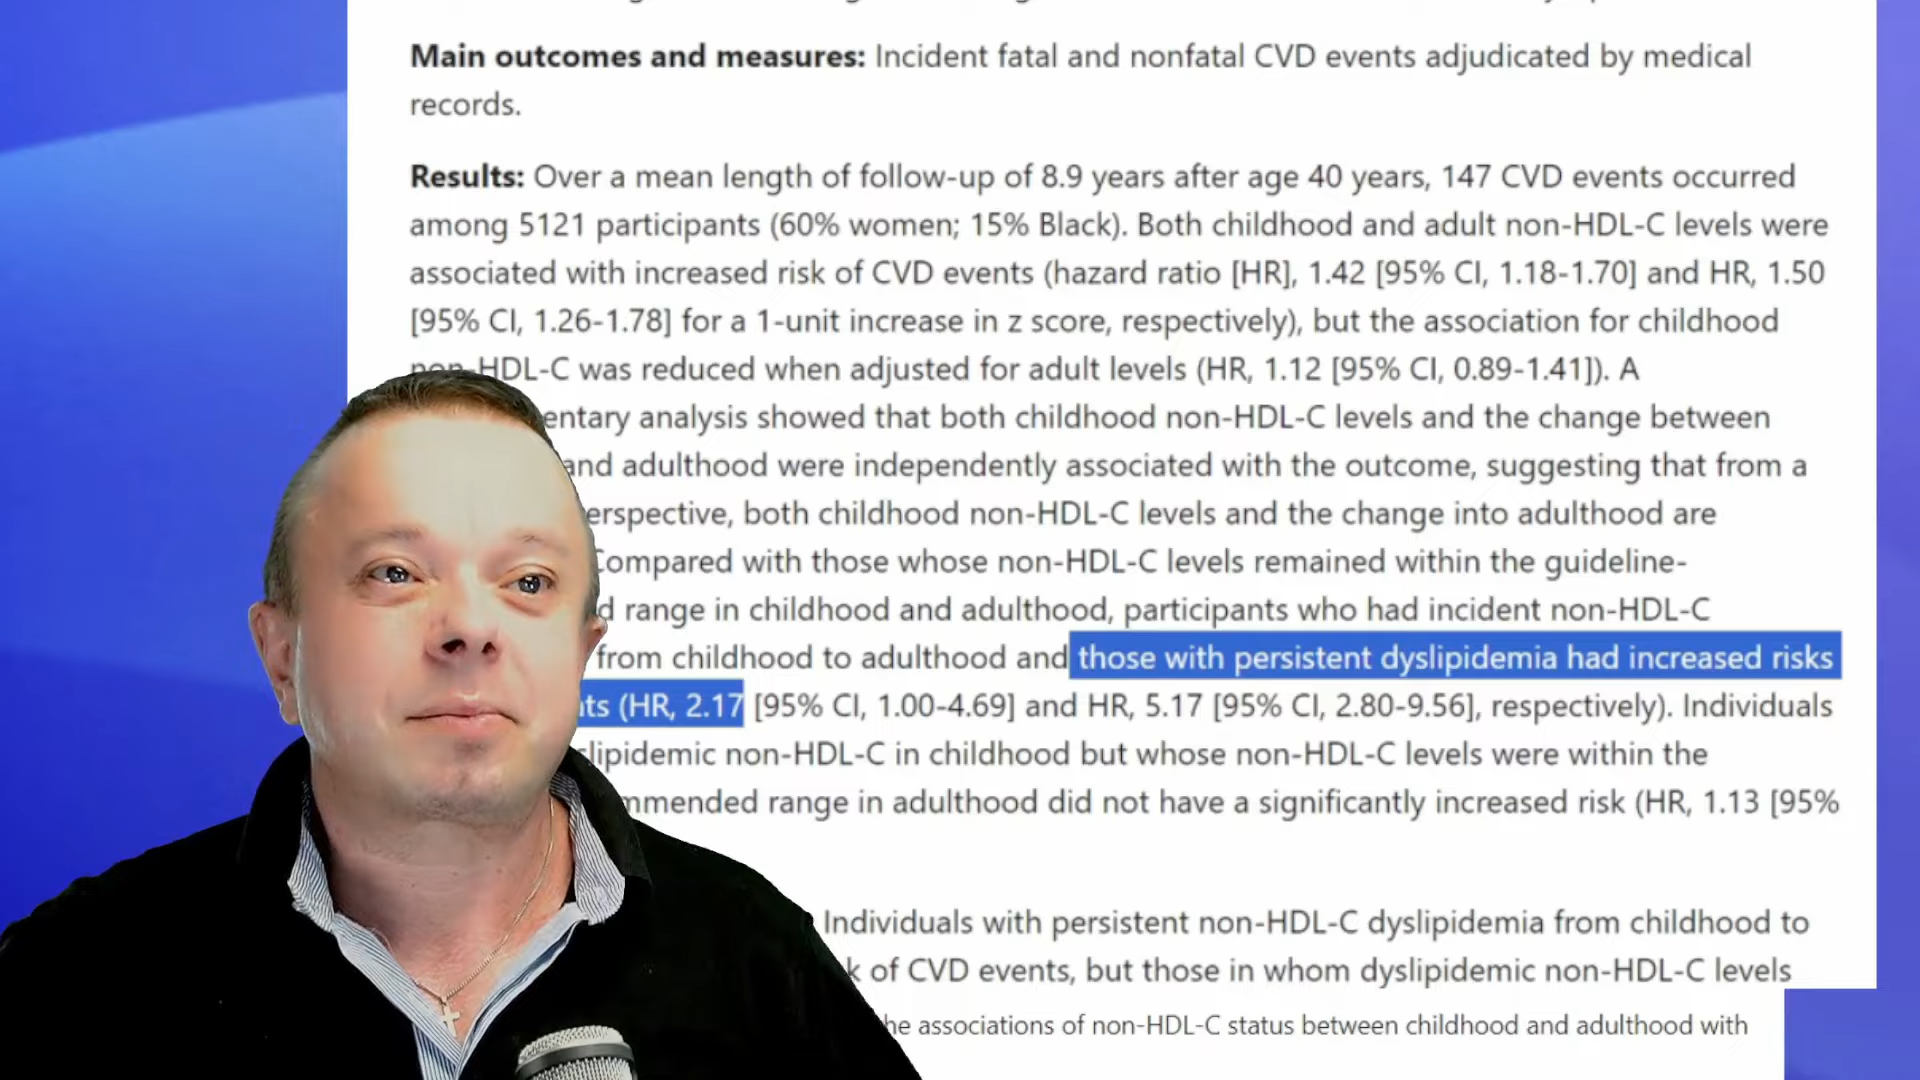 Main outcomes and measures: Incident fatal and nonfatal CVD events adjudicated by medical
records.
Results: Over a mean length of follow-up of 8.9 years after age 40 years, 147 CVD events occurred
among 5121 participants (60% women; 15% Black). Both childhood and adult non-HDL-C levels were
associated with increased risk of CVD events (hazard ratio [HR], 1.42 [95% CI, 1.18-1.70] and HR, 1.50
[95% CI, 1.26-1.78] for a 1-unit increase in z score, respectively), but the association for childhood
non-HDL-C was reduced when adjusted for adult levels (HR, 1.12 [95% CI, 0.89-1.41]). A
entary analysis showed that both childhood non-HDL-C levels and the change between
and adulthood were independently associated with the outcome, suggesting that from a
erspective, both childhood non-HDL-C levels and the change into adulthood are
Compared with those whose non-HDL-C levels remained within the guideline-
d range in childhood and adulthood, participants who had incident non-HDL-C
from childhood to adulthood and those with persistent dyslipidemia had increased risks
ts (HR, 2.17 [95% CI, 1.00-4.69] and HR, 5.17 [95% CI, 2.80-9.56], respectively). Individuals
lipidemic non-HDL-C in childhood but whose non-HDL-C levels were within the
mmended range in adulthood did not have a significantly increased risk (HR, 1.13 [95%
Individuals with persistent non-HDL-C dyslipidemia from childhood to
k of CVD events, but those in whom dyslipidemic non-HDL-C levels
he associations of non-HDL-C status between childhood and adulthood with